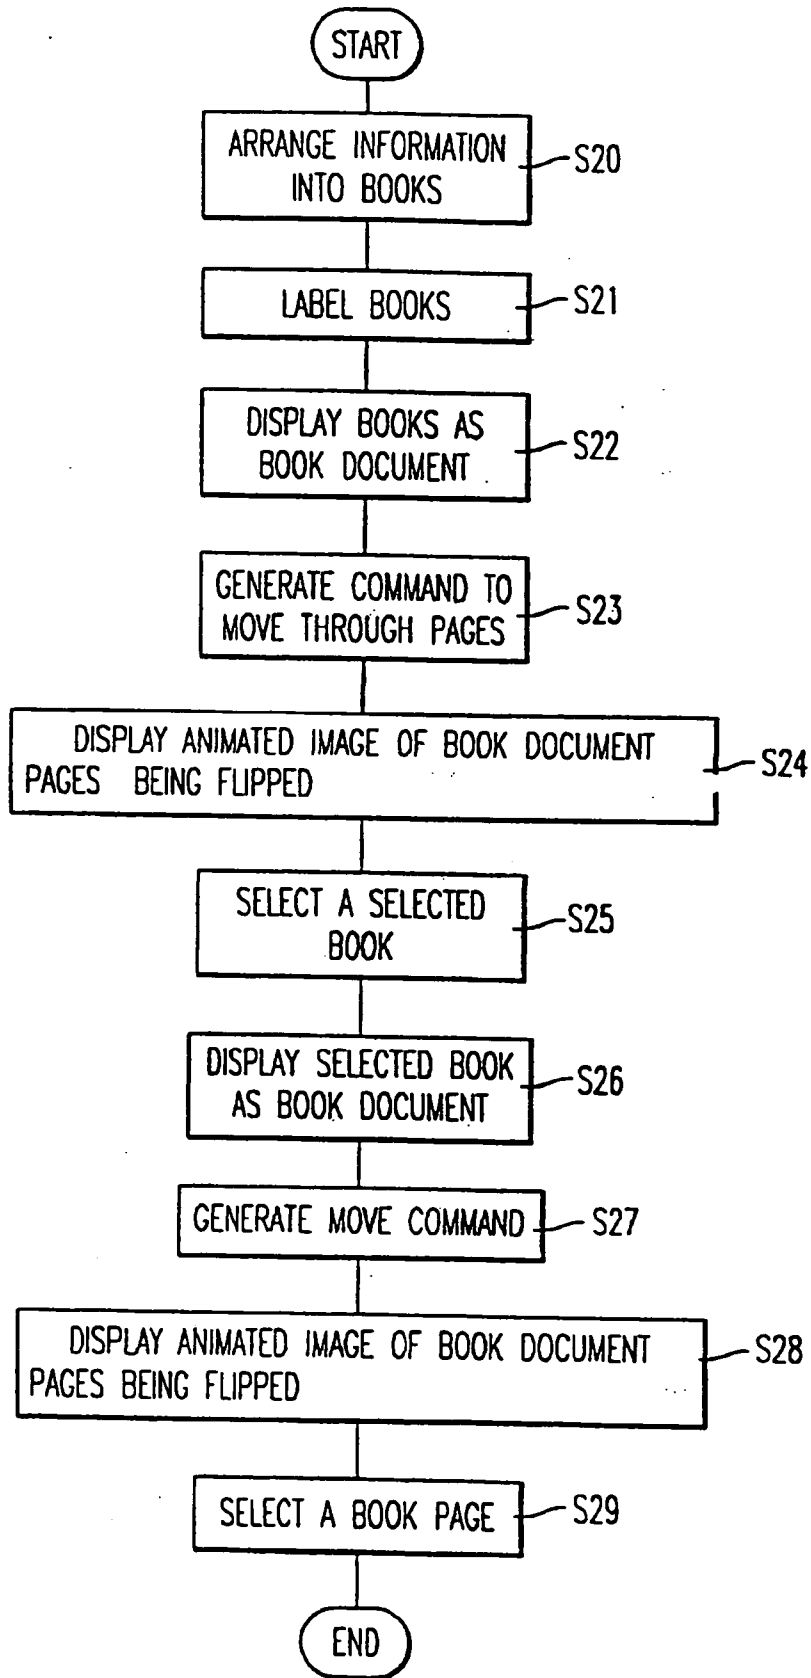 START
ARRANGE INFORMATION
INTO BOOKS
S20
LABEL BOOKS
S21
DISPLAY BOOKS AS
BOOK DOCUMENT
S22
GENERATE COMMAND TO
MOVE THROUGH PAGES
S23
DISPLAY ANIMATED IMAGE OF BOOK DOCUMENT
PAGES BEING FLIPPED
S24
SELECT A SELECTED
BOOK
S25
DISPLAY SELECTED BOOK
AS BOOK DOCUMENT
S26
GENERATE MOVE COMMAND
S27
DISPLAY ANIMATED IMAGE OF BOOK DOCUMENT
PAGES BEING FLIPPED
S28
SELECT A BOOK PAGE
S29
END